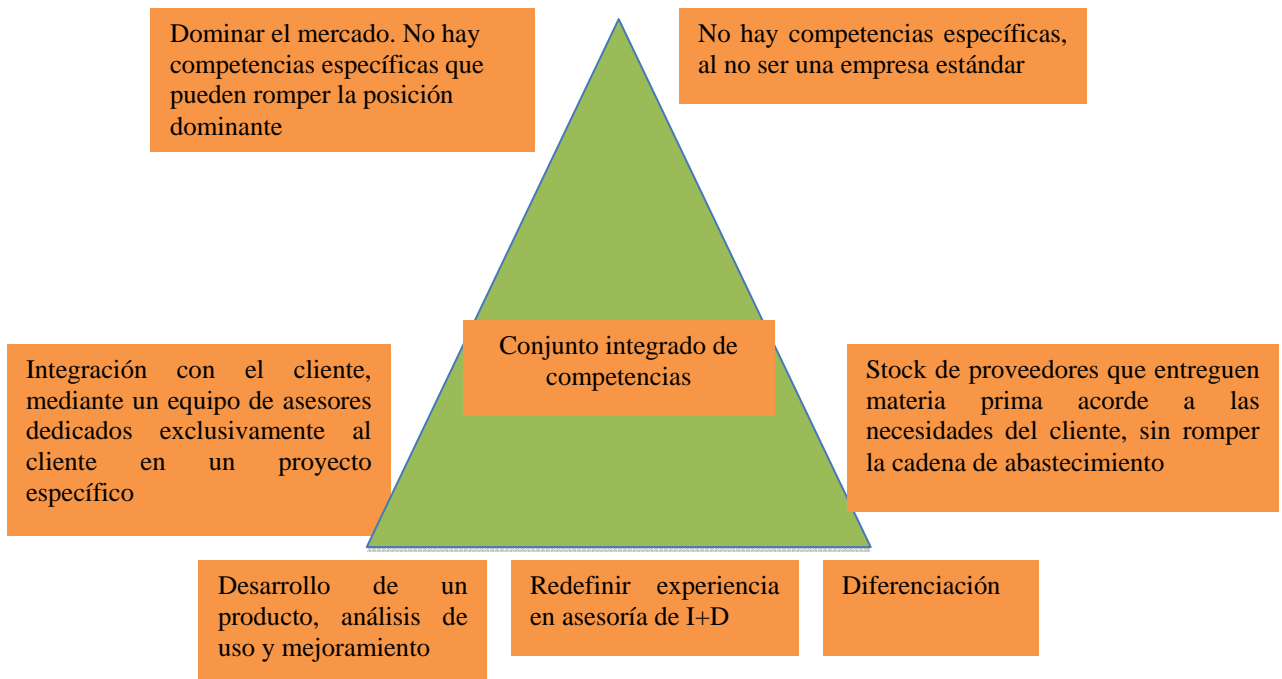 Dominar el mercado. No hay
competencias específicas que
pueden romper la posición
dominante
No hay competencias específicas,
al no ser una empresa estándar
Conjunto integrado de
competencias
Integración con el cliente,
mediante un equipo de asesores
dedicados exclusivamente al
cliente en un proyecto
específico
Stock de proveedores que entreguen
materia prima acorde a las
necesidades del cliente, sin romper
la cadena de abastecimiento
Desarrollo de un
producto, análisis de
uso y mejoramiento
Redefinir experiencia
en asesoría de I+D
Diferenciación